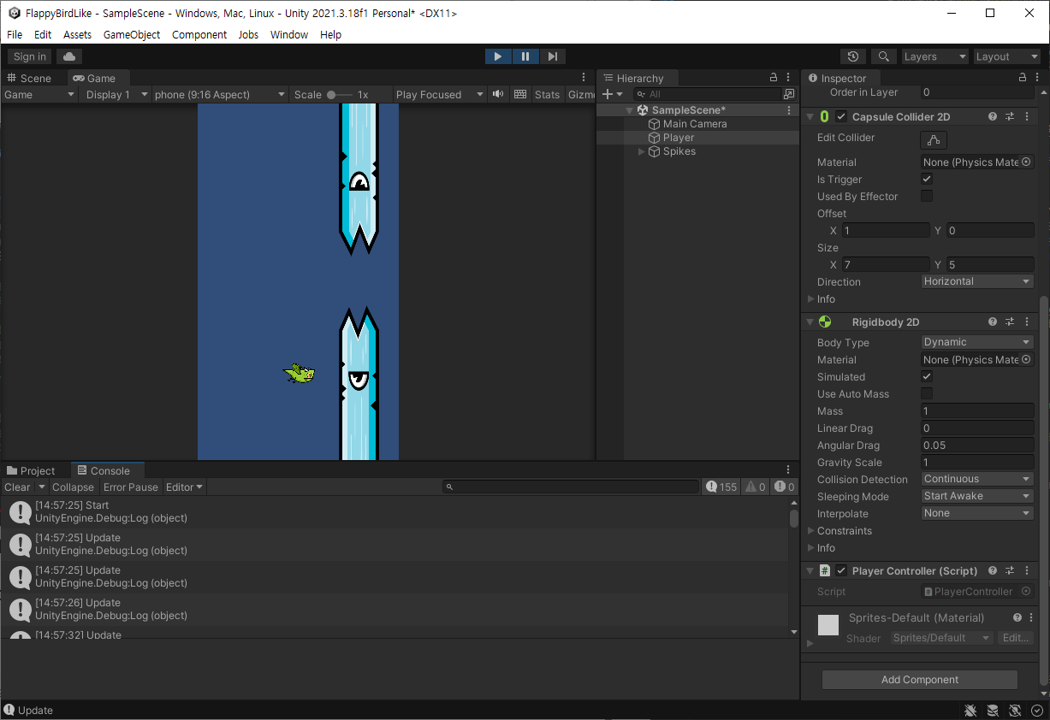 FlappyBirdLike - SampleScene - Windows, Mac, Linux - Unity 2021.3.18f1 Personal* <DX11>
File Edit Assets GameObject Component Jobs Window Help
Sign in
Layers
Layout
Scene
Game
Game
Display 1
phone (9:16 Aspect)
Scale
1x
Play Focused
Stats
Gizm
Hierarchy
All
SampleScene*
Main Camera
Player
Spikes
Project
Console
Clear
Collapse
Error Pause
Editor
155
0
0
[14:57:25] Start
UnityEngine.Debug:Log (object)
[14:57:25] Update
UnityEngine.Debug:Log (object)
[14:57:25] Update
UnityEngine.Debug:Log (object)
[14:57:26] Update
UnityEngine.Debug:Log (object)
[14:57:32] Update
Update
Inspector
Order in Layer 0
Capsule Collider 2D
Edit Collider
Material None (Physics Mate
Is Trigger
Used By Effector
Offset
X 1 Y 0
Size
X 7 Y 5
Direction Horizontal
Info
Rigidbody 2D
Body Type Dynamic
Material None (Physics Mate
Simulated
Use Auto Mass
Mass 1
Linear Drag 0
Angular Drag 0.05
Gravity Scale 1
Collision Detection Continuous
Sleeping Mode Start Awake
Interpolate None
Constraints
Info
# Player Controller (Script)
Script # PlayerController
Sprites-Default (Material)
Shader Sprites/Default Edit...
Add Component